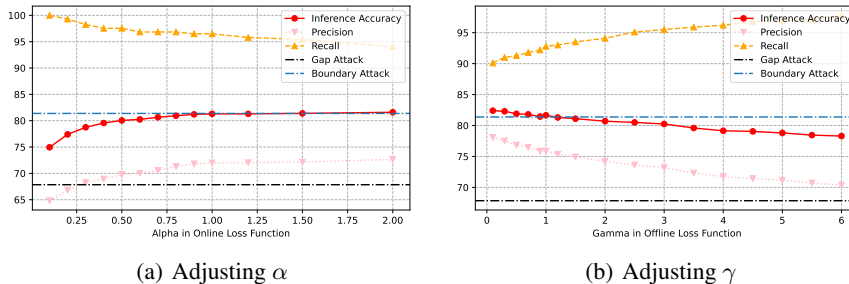 100
95
90
85
80
75
70
65
0.25
0.50
0.75
1.00
1.25
1.50
1.75
2.00
Alpha in Online Loss Function
Inference Accuracy
Precision
Recall
Gap Attack
Boundary Attack
(a) Adjusting α
95
90
85
80
75
70
0
1
2
3
4
5
6
Gamma in Offline Loss Function
Inference Accuracy
Precision
Recall
Gap Attack
Boundary Attack
(b) Adjusting γ